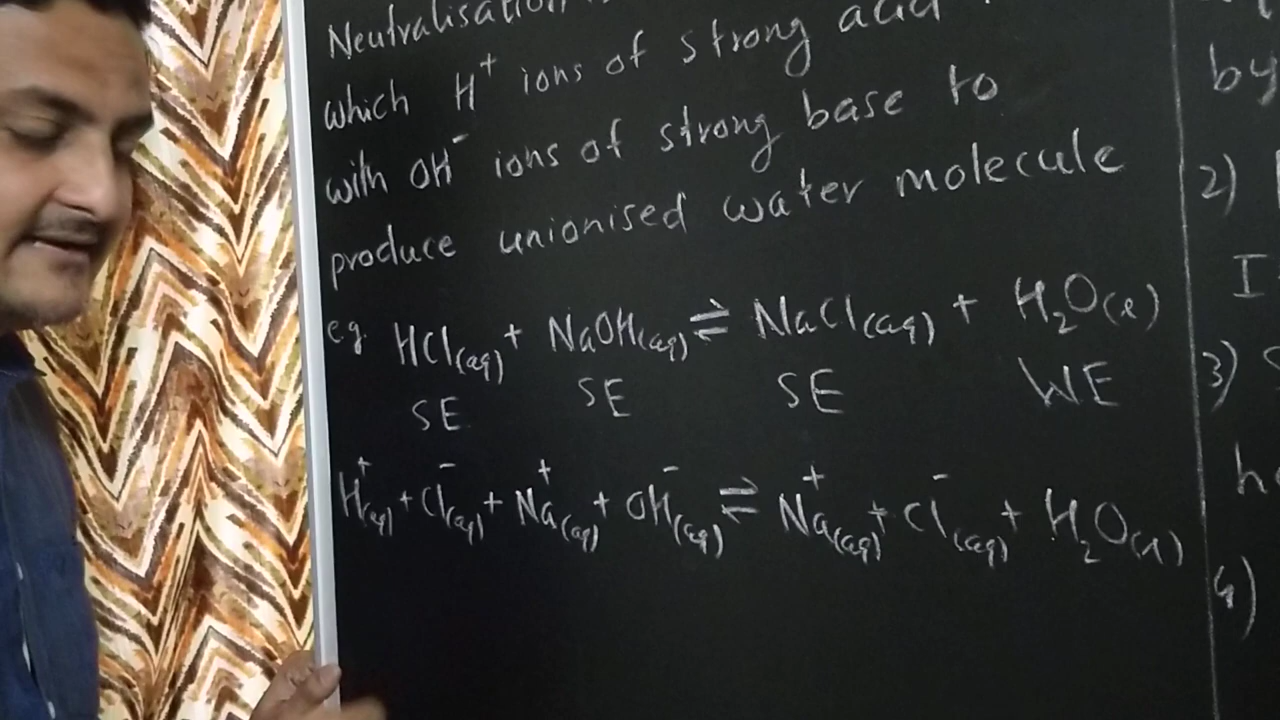 Neutralisation
which H⁺ ions of strong acid
with OH⁻ ions of strong base to
produce unionised water molecule
eg. HCl(aq) + NaOH(aq) ⇌ NaCl(aq) + H₂O(l)
SE SE SE WE
H⁺(aq) + Cl⁻(aq) + Na⁺(aq) + OH⁻(aq) ⇌ Na⁺(aq) + Cl⁻(aq) + H₂O(l)
by
2)
I
3)
4)